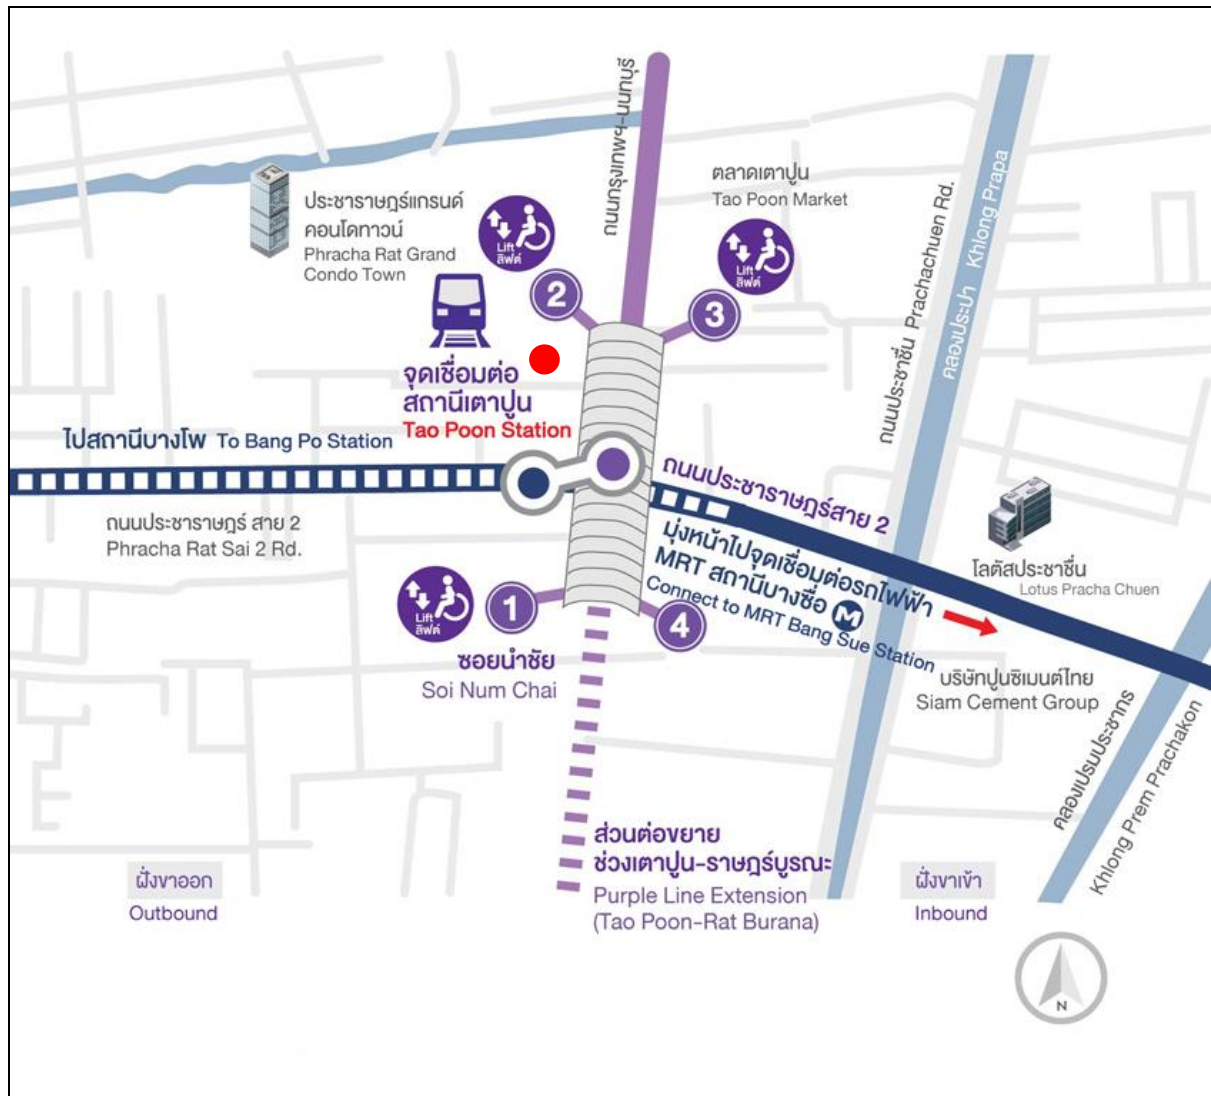 ถนนกรุงเทพฯ-นนทบุรี
ตลาดเตาปูน
Tao Poon Market
ประชาราษฎร์แกรนด์
คอนโดทาวน์
Phracha Rat Grand
Condo Town
Lift
ลิฟต์
2
Lift
ลิฟต์
3
ถนนประชาชื่น Prachachuen Rd.
คลองประปา Khlong Prapa
จุดเชื่อมต่อ
สถานีเตาปูน
Tao Poon Station
ไปสถานีบางโพ To Bang Po Station
ถนนประชาราษฎร์ สาย 2
Phracha Rat Sai 2 Rd.
ถนนประชาราษฎร์สาย 2
มุ่งหน้าไปจุดเชื่อมต่อรถไฟฟ้า
MRT สถานีบางซื่อ M
Connect to MRT Bang Sue Station
โลตัสประชาชื่น
Lotus Pracha Chuen
Lift
ลิฟต์
1
4
ซอยนำชัย
Soi Num Chai
บริษัทปูนซิเมนต์ไทย
Siam Cement Group
คลองเปรมประชากร
Khlong Prem Prachakon
ส่วนต่อขยาย
ช่วงเตาปูน-ราษฎร์บูรณะ
Purple Line Extension
(Tao Poon-Rat Burana)
ฝั่งขาออก
Outbound
ฝั่งขาเข้า
Inbound
N